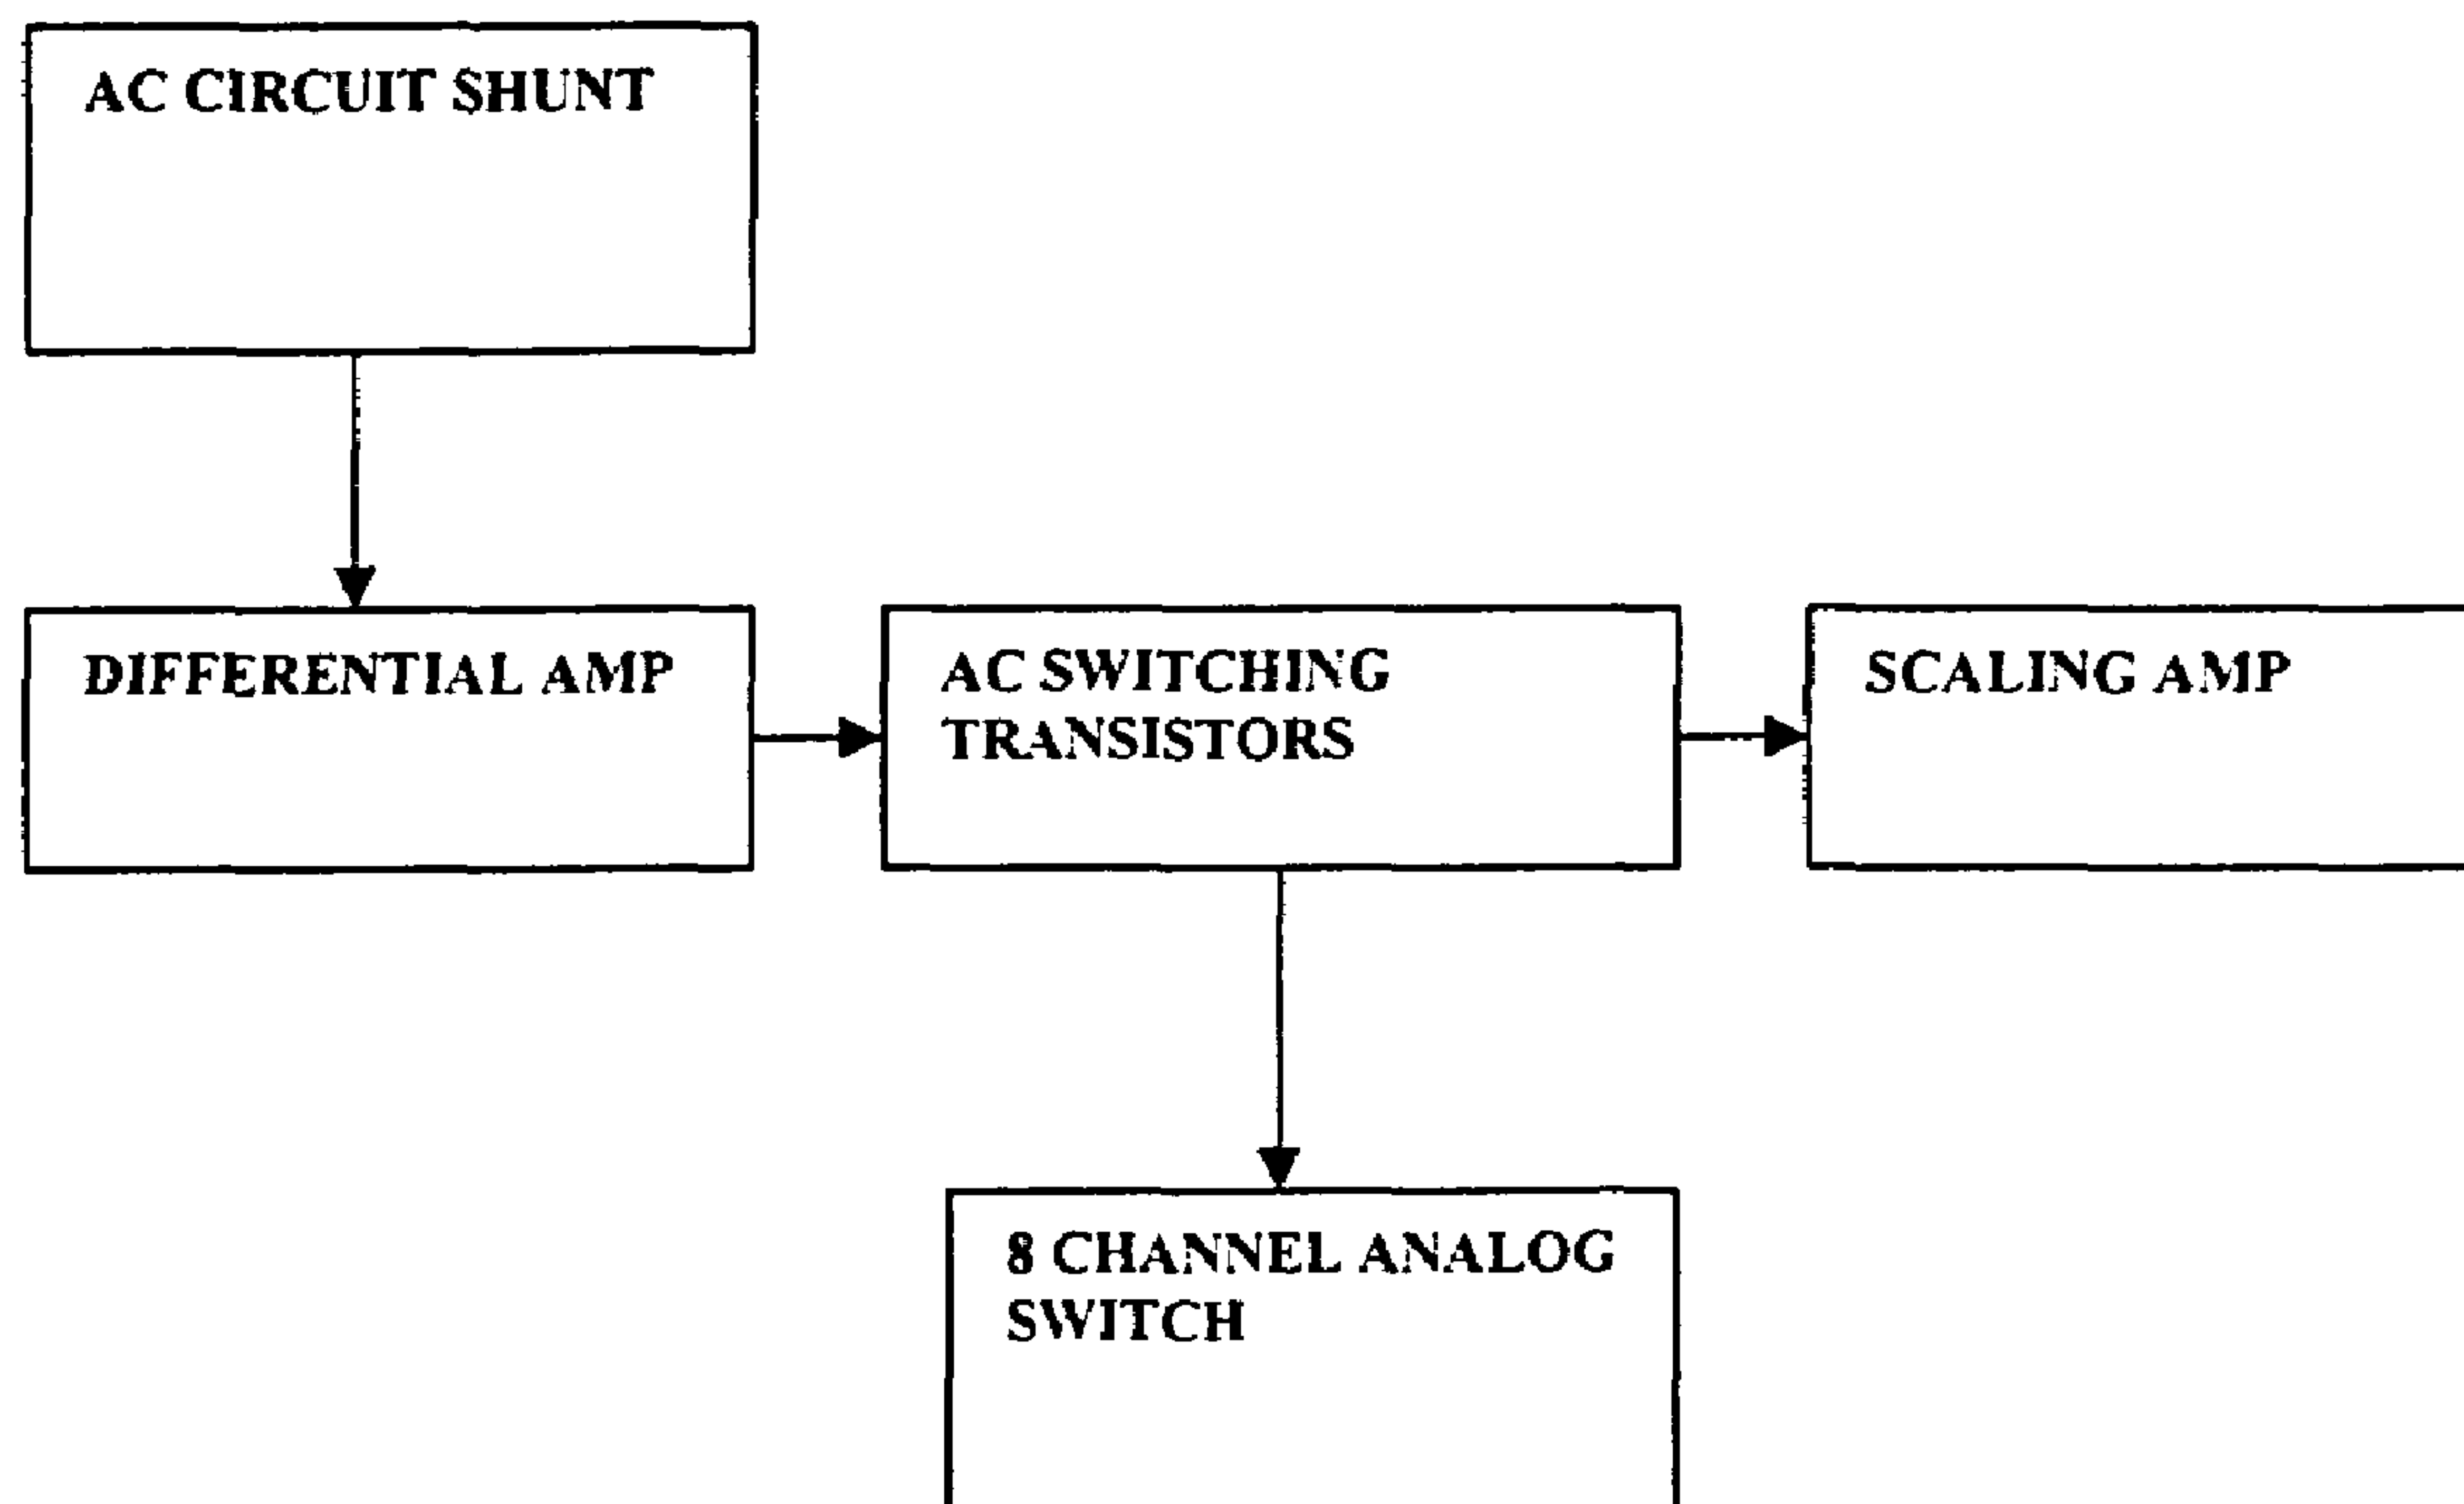 AC CIRCUIT SHUNT
DIFFERENTIAL AMP
AC SWITCHING
TRANSISTORS
SCALING AMP
8 CHANNEL ANALOG
SWITCH